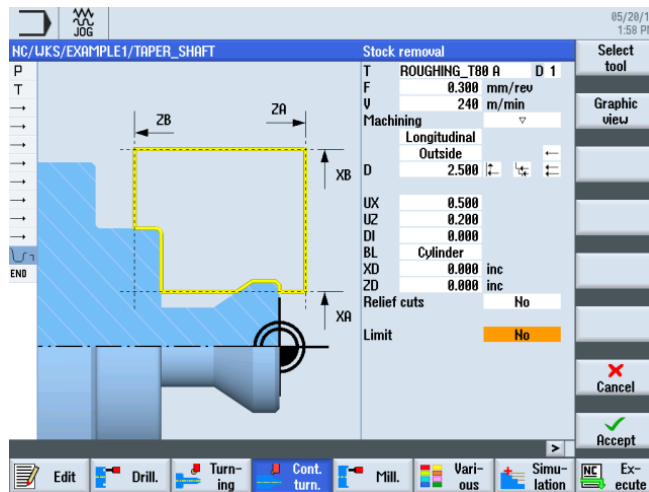 JOG
05/20/1
1:58 P
NC/WKS/EXAMPLE1/TAPER_SHAFT
Stock removal
Select
tool
P
T
END
ZB
ZA
XB
XA
T ROUGHING_T80 A D 1
F 0.300 mm/rev
V 240 m/min
Machining ▽
Longitudinal
Outside ←
D 2.500
UX 0.500
UZ 0.200
DI 0.000
BL Cylinder
XD 0.000 inc
ZD 0.000 inc
Relief cuts No
Limit No
Graphic
view
Cancel
Accept
>
Edit
Drill.
Turn-
ing
Cont.
turn.
Mill.
Vari-
ous
Simu-
lation
NC Ex-
ecute